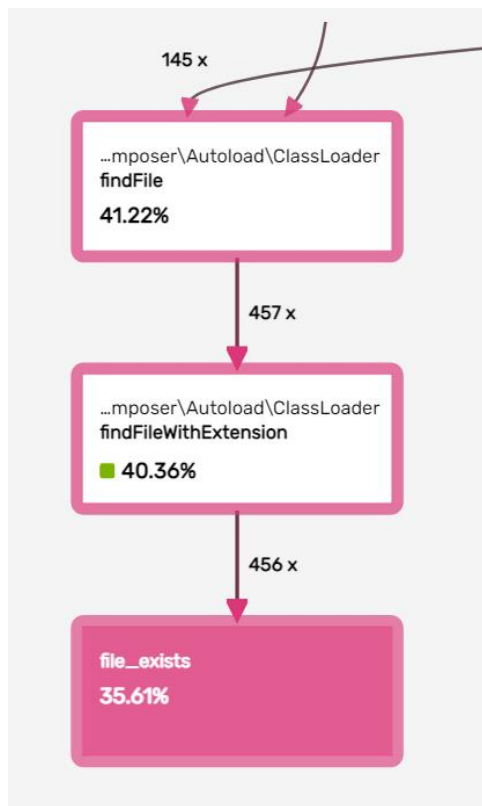 145 x
…mposer\Autoload\ClassLoader
findFile
41.22%
457 x
…mposer\Autoload\ClassLoader
findFileWithExtension
40.36%
456 x
file_exists
35.61%